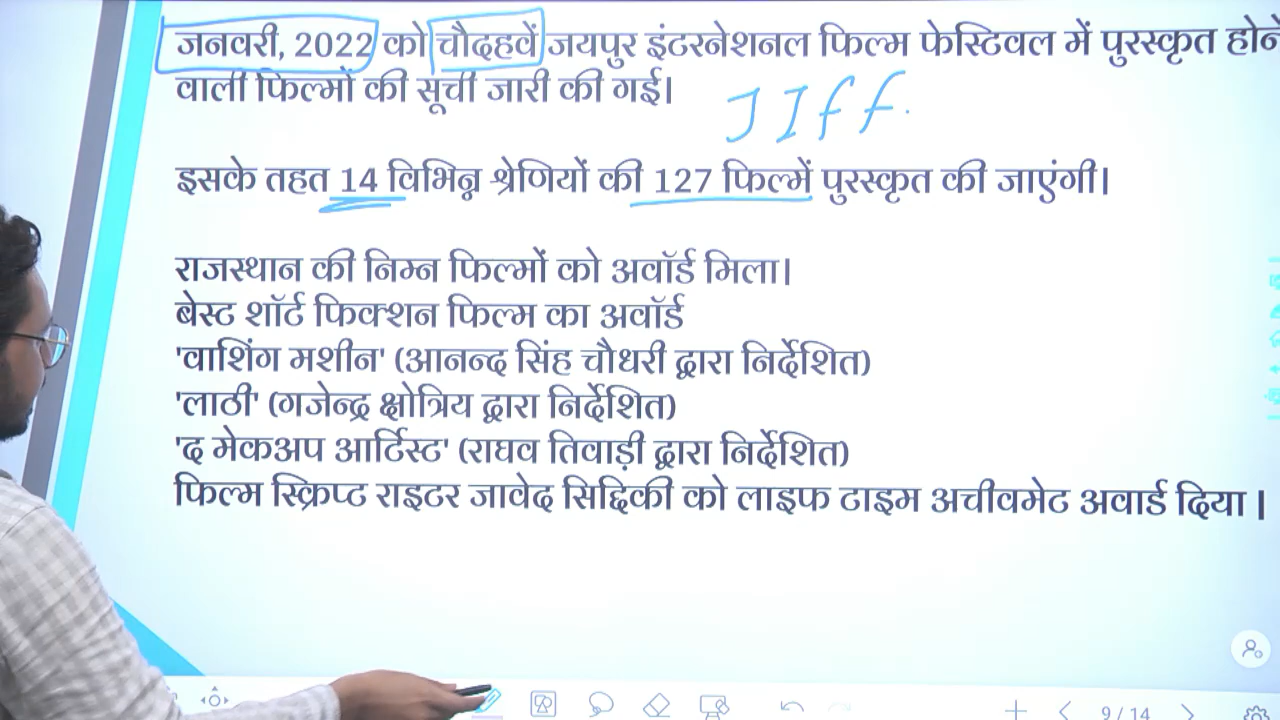 जनवरी, 2022 को चौदहवें जयपुर इंटरनेशनल फिल्म फेस्टिवल में पुरस्कृत होने
वाली फिल्मों की सूची जारी की गई।
JIff.
इसके तहत 14 विभिन्न श्रेणियों की 127 फिल्में पुरस्कृत की जाएंगी।
राजस्थान की निम्न फिल्मों को अवॉर्ड मिला।
बेस्ट शॉर्ट फिक्शन फिल्म का अवॉर्ड
'वाशिंग मशीन' (आनन्द सिंह चौधरी द्वारा निर्देशित)
'लाठी' (गजेन्द्र क्षोत्रिय द्वारा निर्देशित)
'द मेकअप आर्टिस्ट' (राघव तिवाड़ी द्वारा निर्देशित)
फिल्म स्क्रिप्ट राइटर जावेद सिद्दिकी को लाइफ टाइम अचीवमेट अवार्ड दिया |
9/14